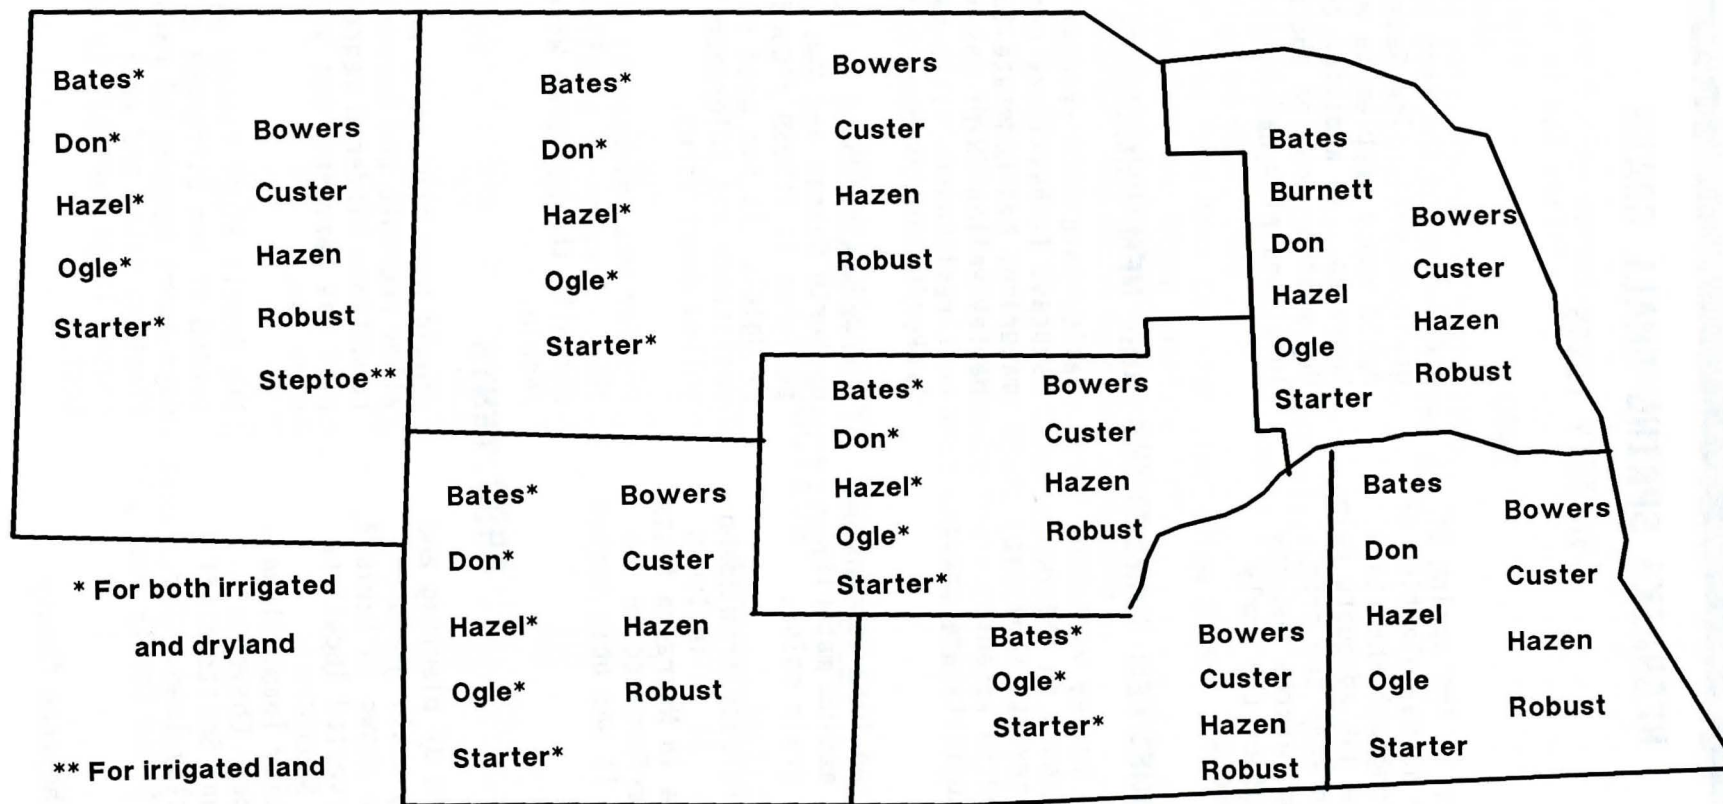 Bates*
Don*
Hazel*
Ogle*
Starter*
Bowers
Custer
Hazen
Robust
Steptoe**
Bates*
Don*
Hazel*
Ogle*
Starter*
Bowers
Custer
Hazen
Robust
Bates
Burnett
Don
Hazel
Ogle
Starter
Bowers
Custer
Hazen
Robust
Bates*
Don*
Hazel*
Ogle*
Starter*
Bowers
Custer
Hazen
Robust
Bates*
Don*
Hazel*
Ogle*
Starter*
Bowers
Custer
Hazen
Robust
Bates*
Ogle*
Starter*
Bowers
Custer
Hazen
Robust
Bates
Don
Hazel
Ogle
Starter
Bowers
Custer
Hazen
Robust
* For both irrigated
and dryland
** For irrigated land